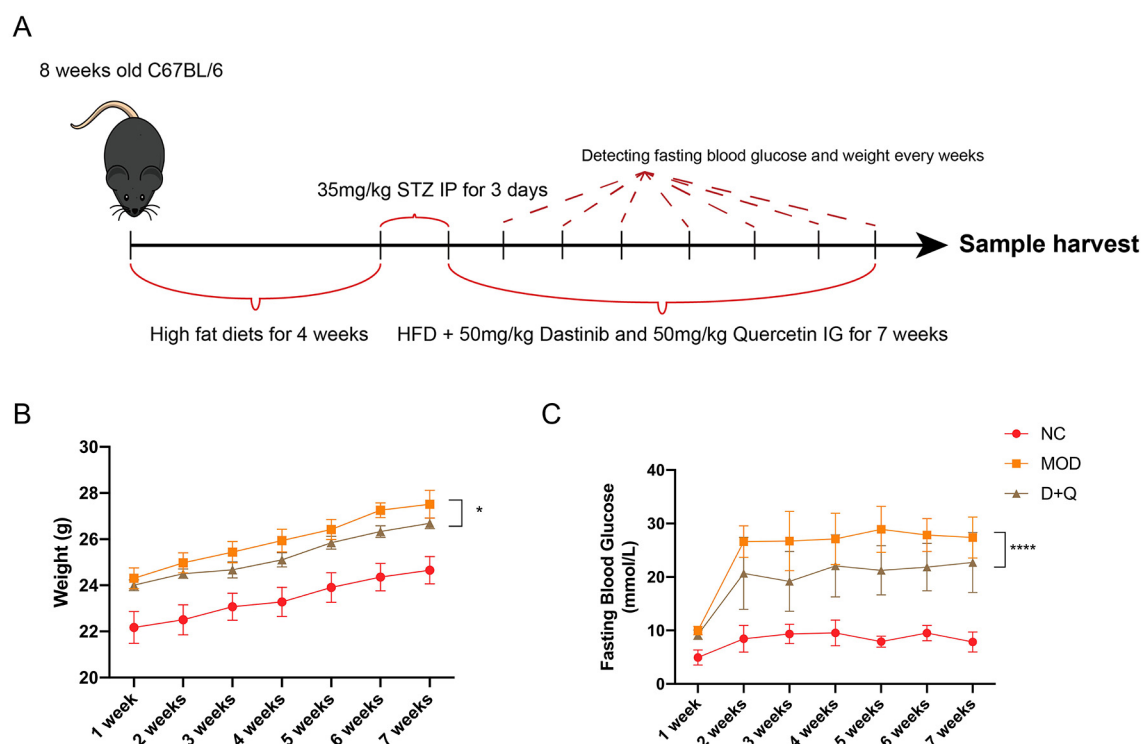 A
8 weeks old C67BL/6
Detecting fasting blood glucose and weight every weeks
35mg/kg STZ IP for 3 days
Sample harvest
High fat diets for 4 weeks
HFD + 50mg/kg Dastinib and 50mg/kg Quercetin IG for 7 weeks
B
Weight (g)
30
28
26
24
22
20
*
1 week
2 weeks
3 weeks
4 weeks
5 weeks
6 weeks
7 weeks
C
NC
MOD
D+Q
Fasting Blood Glucose
(mmol/L)
40
30
20
10
0
****
1 week
2 weeks
3 weeks
4 weeks
5 weeks
6 weeks
7 weeks